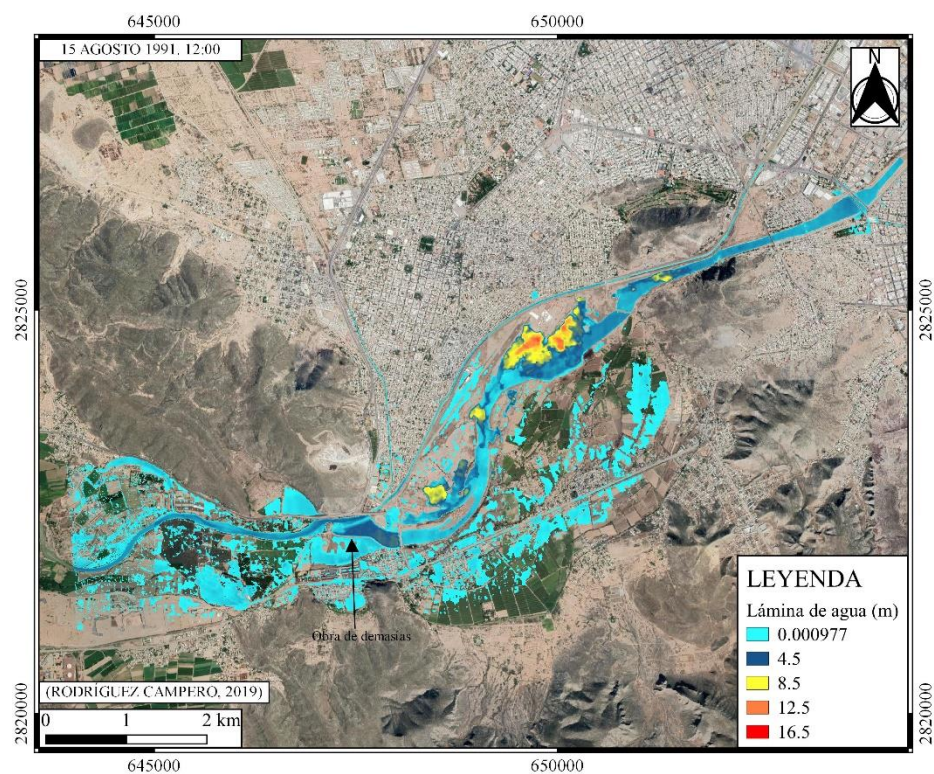 645000 650000
15 AGOSTO 1991, 12:00
N
2825000
2825000
Obra de demasías
LEYENDA
Lámina de agua (m)
0.000977
4.5
8.5
12.5
16.5
(RODRÍGUEZ CAMPERO, 2019)
0 1 2 km
2820000
2820000
645000 650000